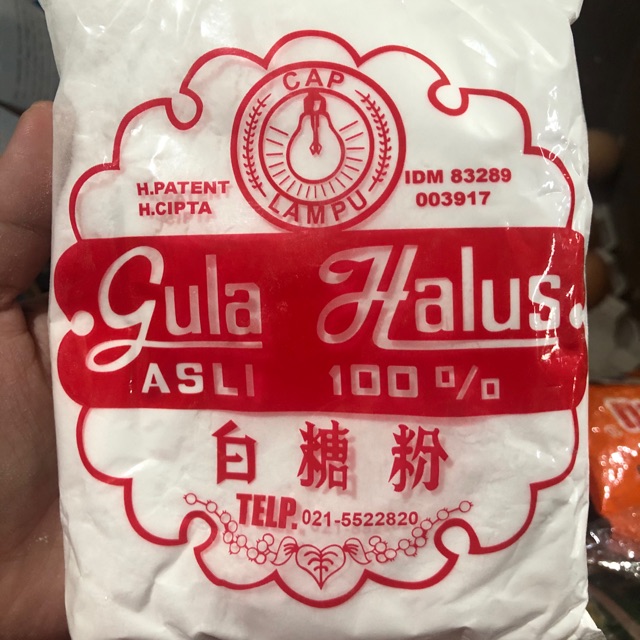 CAP
LAMPU
H.PATENT
H.CIPTA
IDM 83289
003917
Gula Halus
ASLI 100%
白糖粉
TELP. 021-5522820